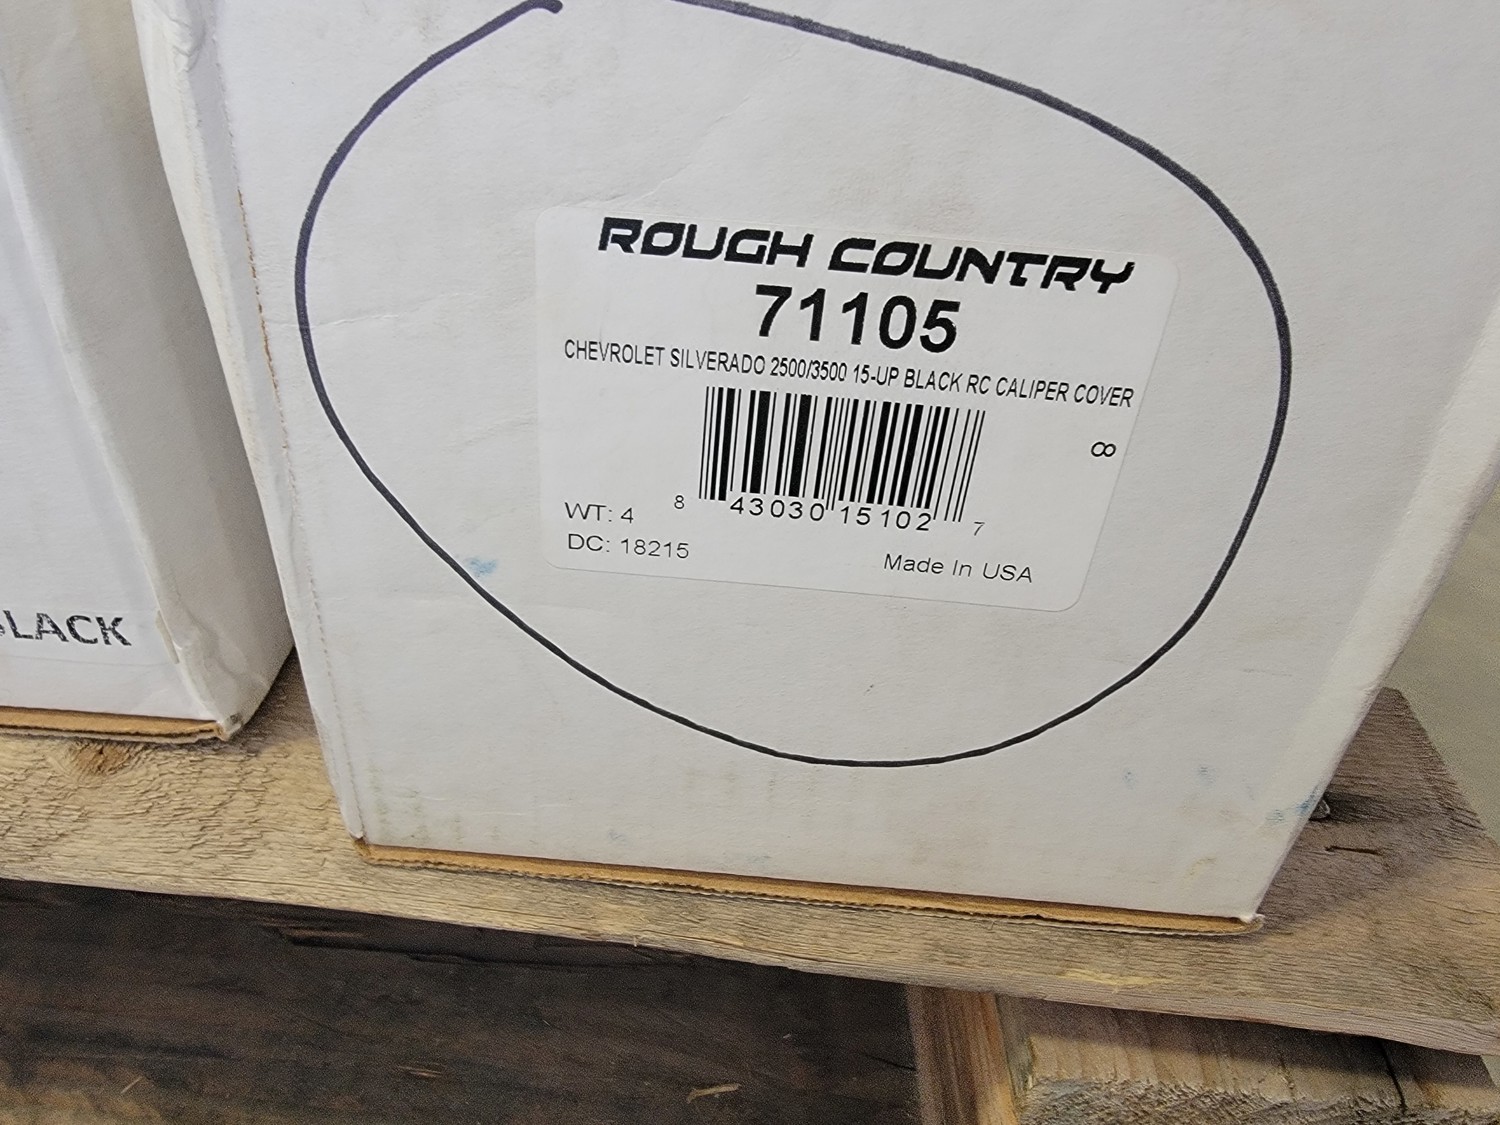 ROUGH COUNTRY
71105
CHEVROLET SILVERADO 2500/3500 15-UP BLACK RC CALIPER COVER
8
8 43030 15102 7
WT: 4
DC: 18215
Made In USA
LACK